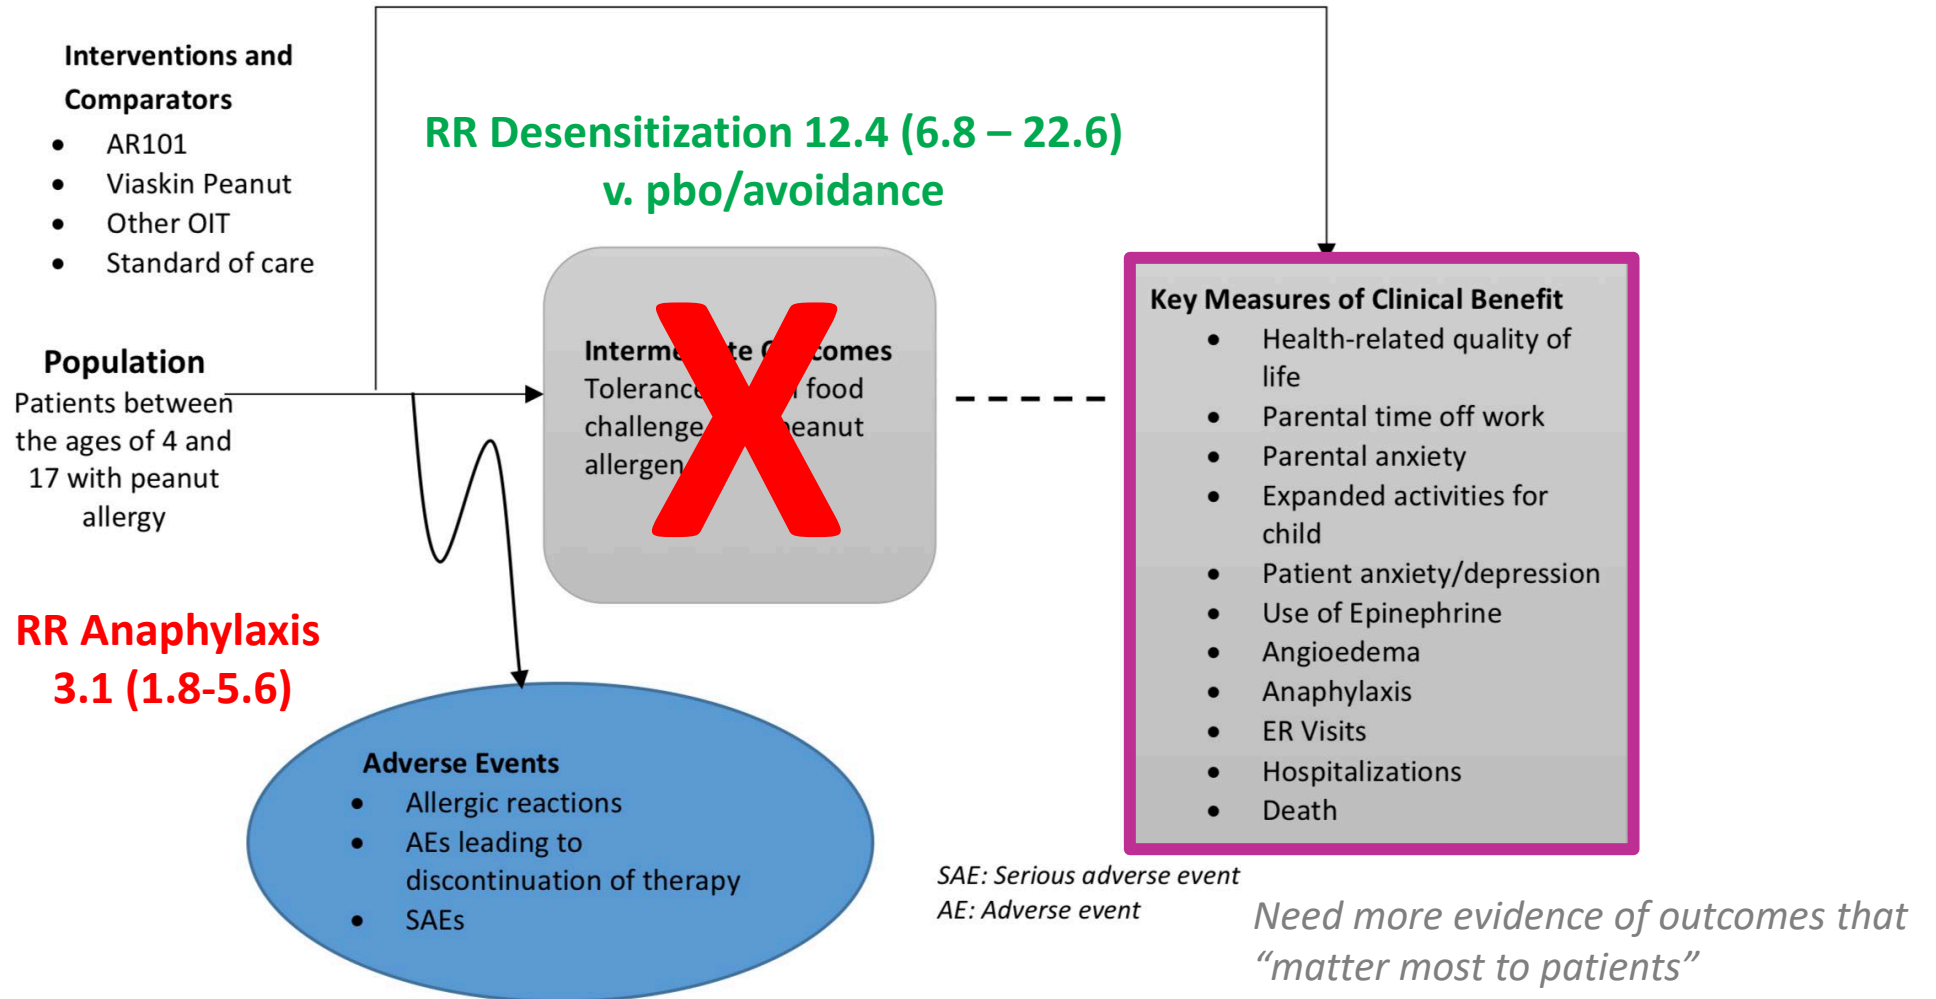 Interventions and
Comparators
• AR101
• Viaskin Peanut
• Other OIT
• Standard of care
RR Desensitization 12.4 (6.8 – 22.6)
v. pbo/avoidance
Population
Patients between
the ages of 4 and
17 with peanut
allergy
Interme te comes
Tolerance food
challenge peanut
allergen
X
Key Measures of Clinical Benefit
• Health-related quality of
life
• Parental time off work
• Parental anxiety
• Expanded activities for
child
• Patient anxiety/depression
• Use of Epinephrine
• Angioedema
• Anaphylaxis
• ER Visits
• Hospitalizations
• Death
RR Anaphylaxis
3.1 (1.8-5.6)
Adverse Events
• Allergic reactions
• AEs leading to
discontinuation of therapy
• SAEs
SAE: Serious adverse event
AE: Adverse event
Need more evidence of outcomes that
“matter most to patients”